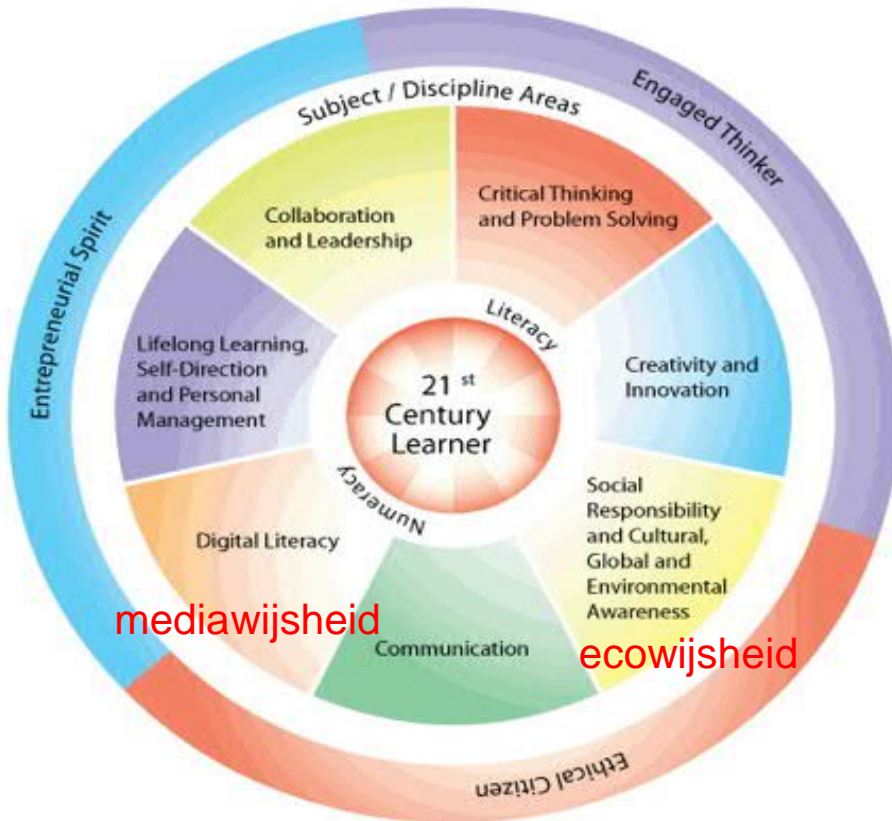 Engaged Thinker
Entrepreneurial Spirit
Ethical Citizen
Subject / Discipline Areas
Collaboration
and Leadership
Critical Thinking
and Problem Solving
Lifelong Learning,
Self-Direction
and Personal
Management
Creativity and
Innovation
Literacy
21 st
Century
Learner
Numeracy
Digital Literacy
mediawijsheid
Communication
Social
Responsibility
and Cultural,
Global and
Environmental
Awareness
ecowijsheid